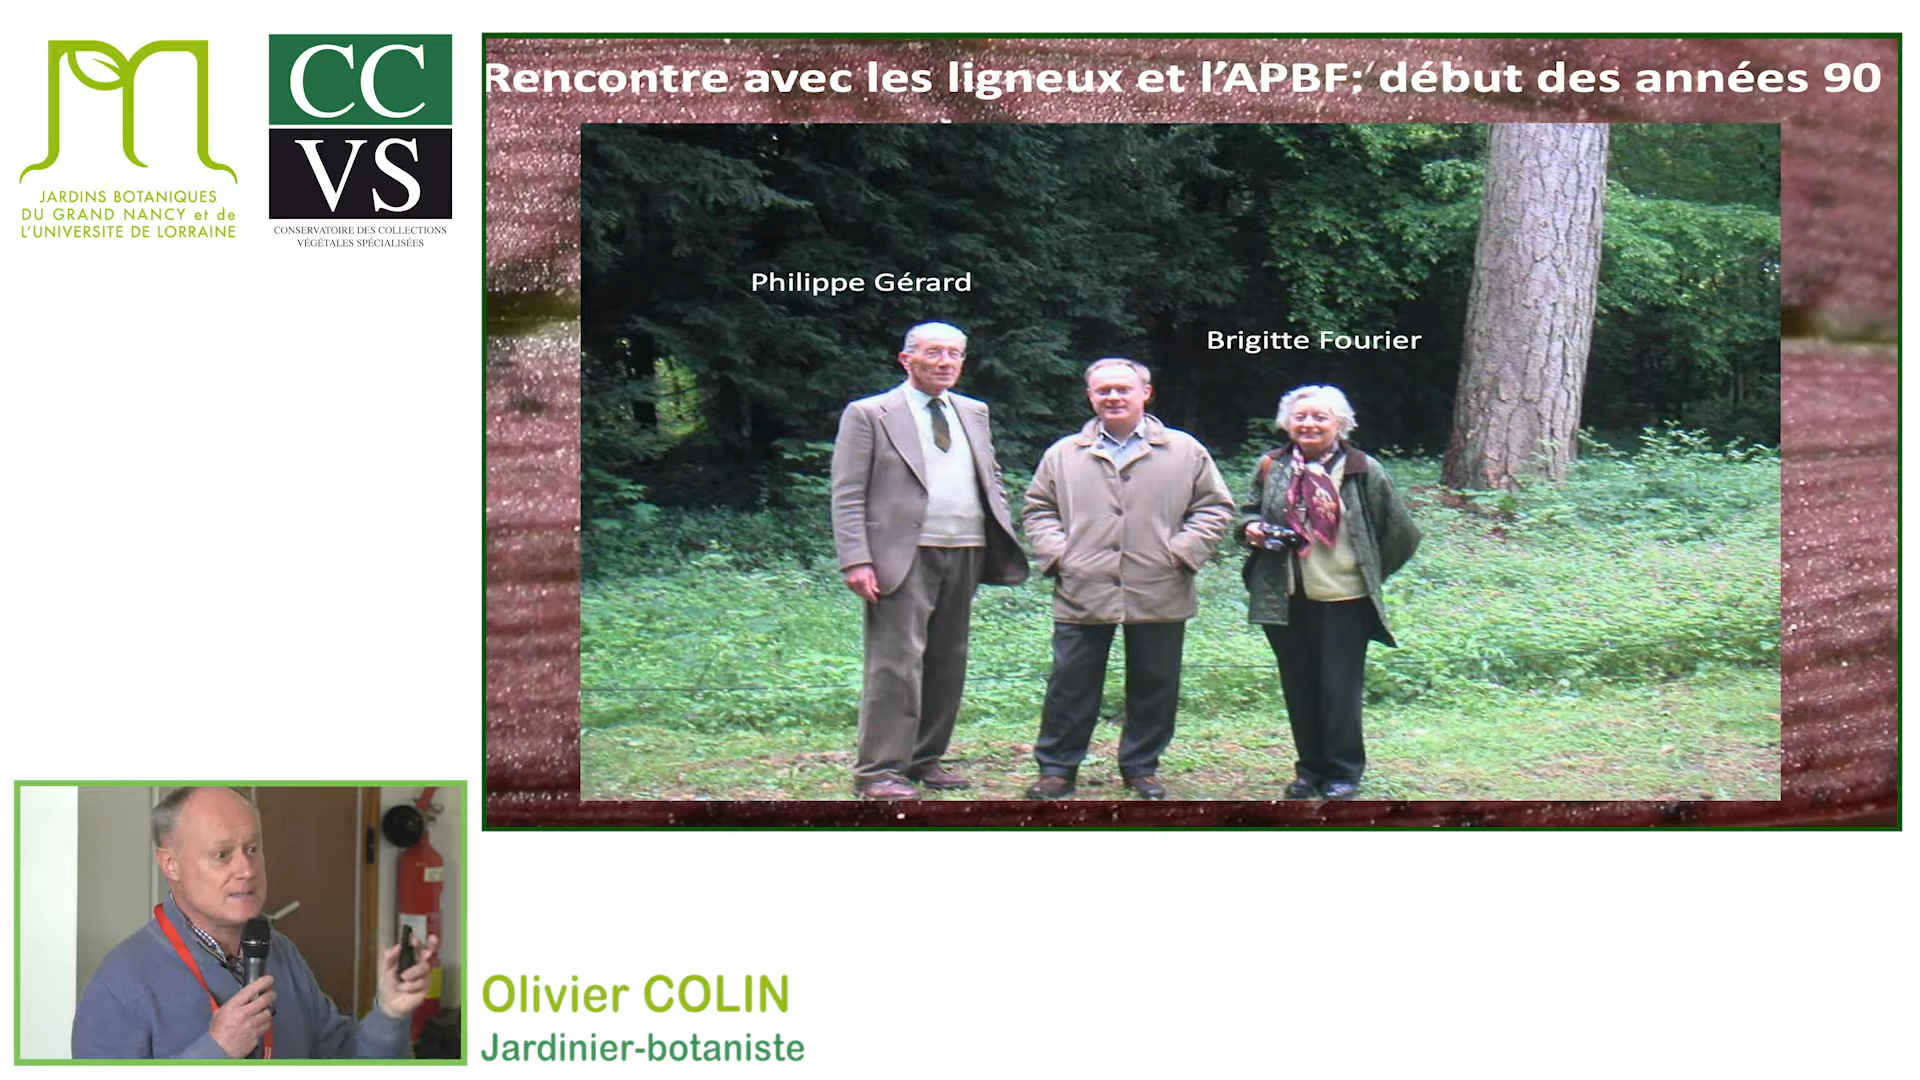 JARDINS BOTANIQUES
DU GRAND NANCY et de
L'UNIVERSITE DE LORRAINE
CC
VS
CONSERVATOIRE DES COLLECTIONS
VÉGÉTALES SPÉCIALISÉES
Rencontre avec les ligneux et l'APBF: début des années 90
Philippe Gérard
Brigitte Fourier
Olivier COLIN
Jardinier-botaniste